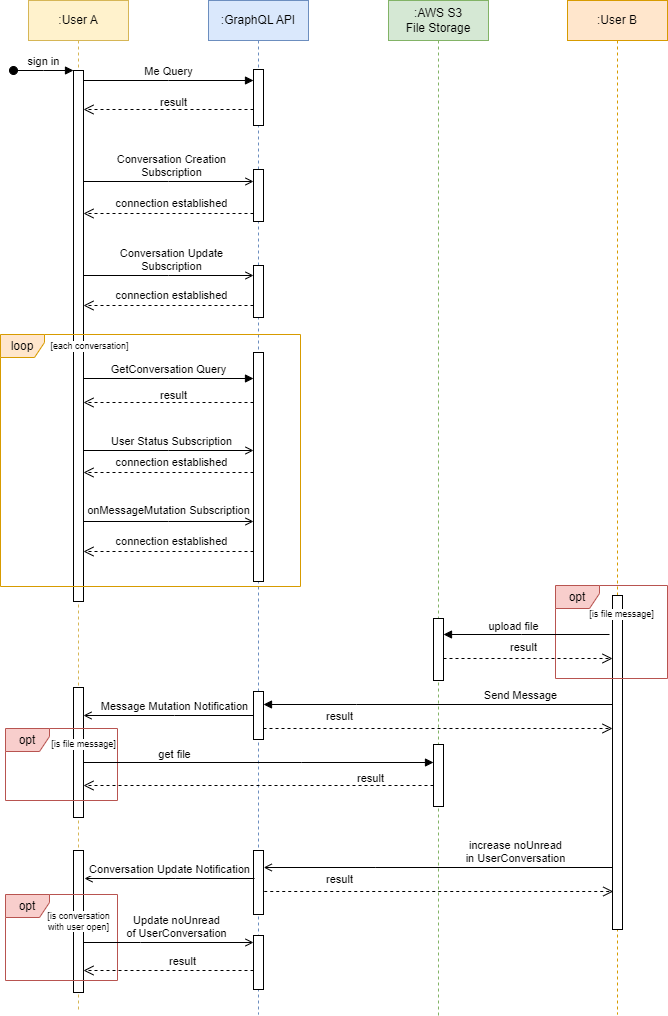 :User A
:GraphQL API
:AWS S3
File Storage
:User B
sign in
Me Query
result
Conversation Creation
Subscription
connection established
Conversation Update
Subscription
connection established
loop
[each conversation]
GetConversation Query
result
User Status Subscription
connection established
onMessageMutation Subscription
connection established
opt
[is file message]
upload file
result
Send Message
Message Mutation Notification
result
opt
[is file message]
get file
result
increase noUnread
in UserConversation
Conversation Update Notification
result
opt
[is conversation
with user open]
Update noUnread
of UserConversation
result